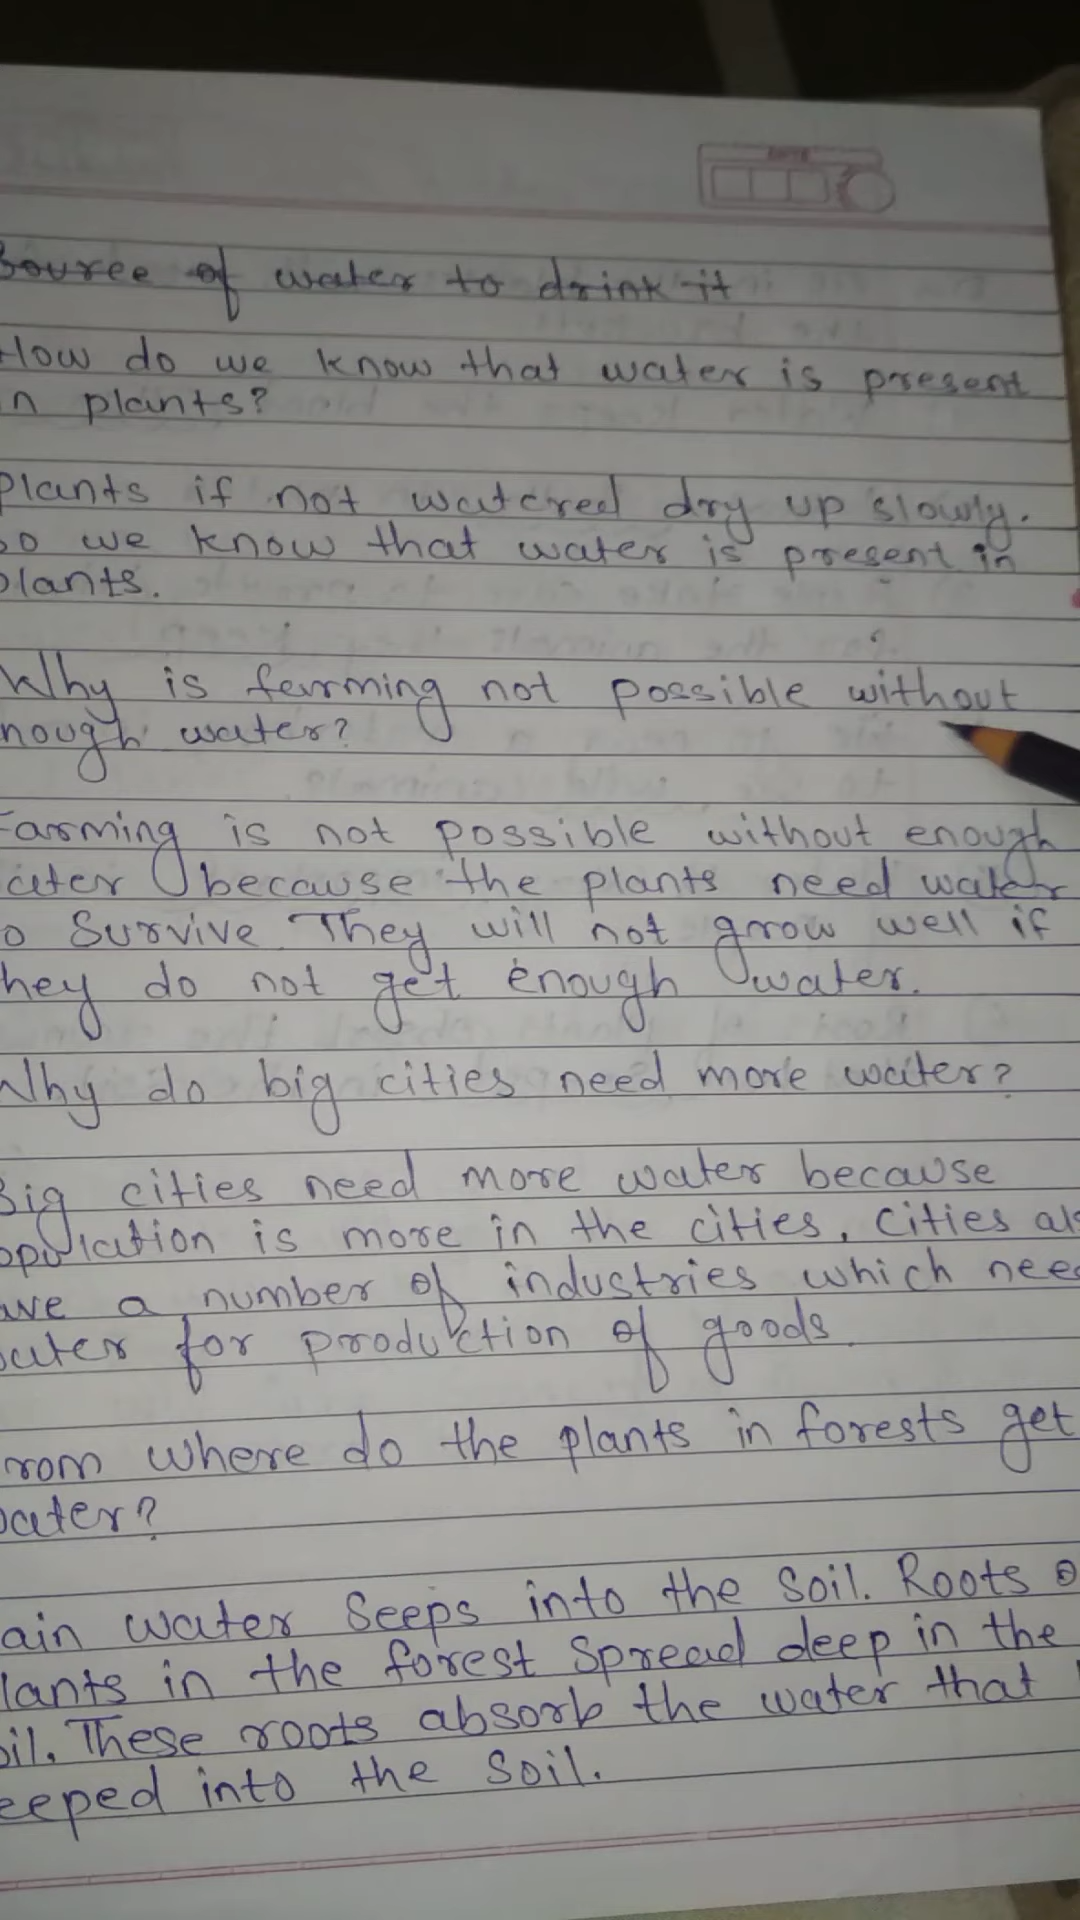 source of water to drink it
How do we know that water is present
in plants?
Plants if not watered dry up slowly.
So we know that water is present in
plants.
Why is farming not possible without
nough water?
Farming is not possible without enough
ater because the plants need water
o survive. They will not grow well if
hey do not get enough water.
Why do big cities need more water?
Big cities need more water because
opulation is more in the cities. Cities als
ave a number of industries which nee
ater for production of goods.
rom where do the plants in forests get
ater?
ain water seeps into the soil. Roots o
lants in the forest spread deep in the
oil. These roots absorb the water that
eeped into the soil.